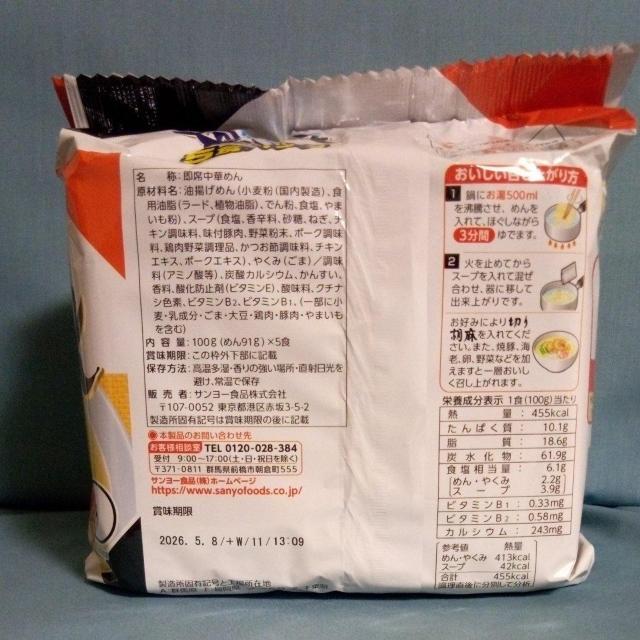 名　　称：即席中華めん
原材料名：油揚げめん（小麦粉（国内製造）、食
用油脂（ラード、植物油脂）、でん粉、食塩、やま
いも粉）、スープ（食塩、香辛料、砂糖、ねぎ、チ
ン調味料、味付豚肉、野菜粉末、ポーク調味
料、鶏肉野菜調理品、かつお節調味料、チキン
エキス、ポークエキス）、やくみ（ごま）／調味
料（アミノ酸等）、炭酸カルシウム、かんすい、
香料、酸化防止剤（ビタミンE）、酸味料、クチナ
シ色素、ビタミンB2、ビタミンB1、（一部に小
麦・乳成分・ごま・大豆・鶏肉・豚肉・やまいも
を含む）
内 容 量：100g（めん91g）×5食
賞味期限：この枠外下部に記載
保存方法：高温多湿・香りの強い場所・直射日光を
避け、常温で保存
販 売 者：サンヨー食品株式会社
〒107-0052 東京都港区赤坂3-5-2
製造所固有記号は賞味期限の後に記載
本製品のお問い合わせ先
お客様相談室 TEL 0120-028-384
受付 9:00～17:00（土・日・祝日を除く）
〒371-0811 群馬県前橋市朝倉町555
サンヨー食品（株）ホームページ
https://www.sanyofoods.co.jp/
賞味期限
2026. 5. 8/+W/11/13:09
製造所固有記号と工場所在地
おいしい召し上がり方
1 鍋にお湯500ml
を沸騰させ、めんを
入れて、ほぐしながら
3分間 ゆでます。
2 火を止めてから
スープを入れて混ぜ
合わせ、器に移して
出来上がりです。
お好みにより切り
胡麻を入れてくだ
さい。また、焼豚、海
老、卵、野菜などを加
えますと一層おいし
く召し上がれます。
栄養成分表示 1食（100g）当たり
熱量：455kcal
たんぱく質：10.1g
脂質：18.6g
炭水化物：61.9g
食塩相当量：6.1g
めん・やくみ 2.2g
スープ 3.9g
ビタミンB1：0.33mg
ビタミンB2：0.58mg
カルシウム：243mg
参考値 熱量
めん・やくみ 413kcal
スープ 42kcal
合計 455kcal
調理直後に分別して分析